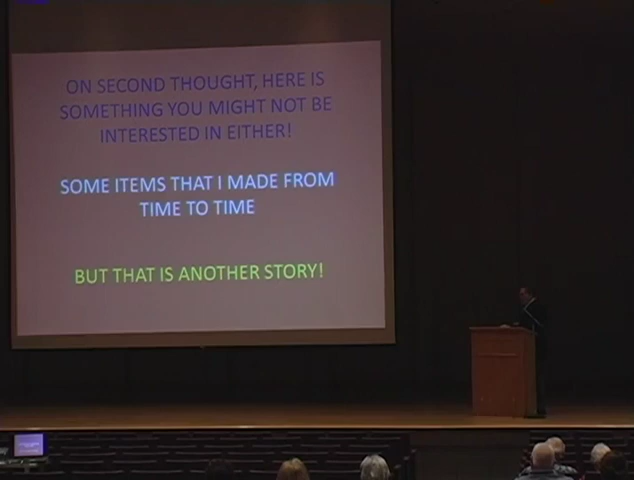 ON SECOND THOUGHT, HERE IS
SOMETHING YOU MIGHT NOT BE
INTERESTED IN EITHER!
SOME ITEMS THAT I MADE FROM
TIME TO TIME
BUT THAT IS ANOTHER STORY!